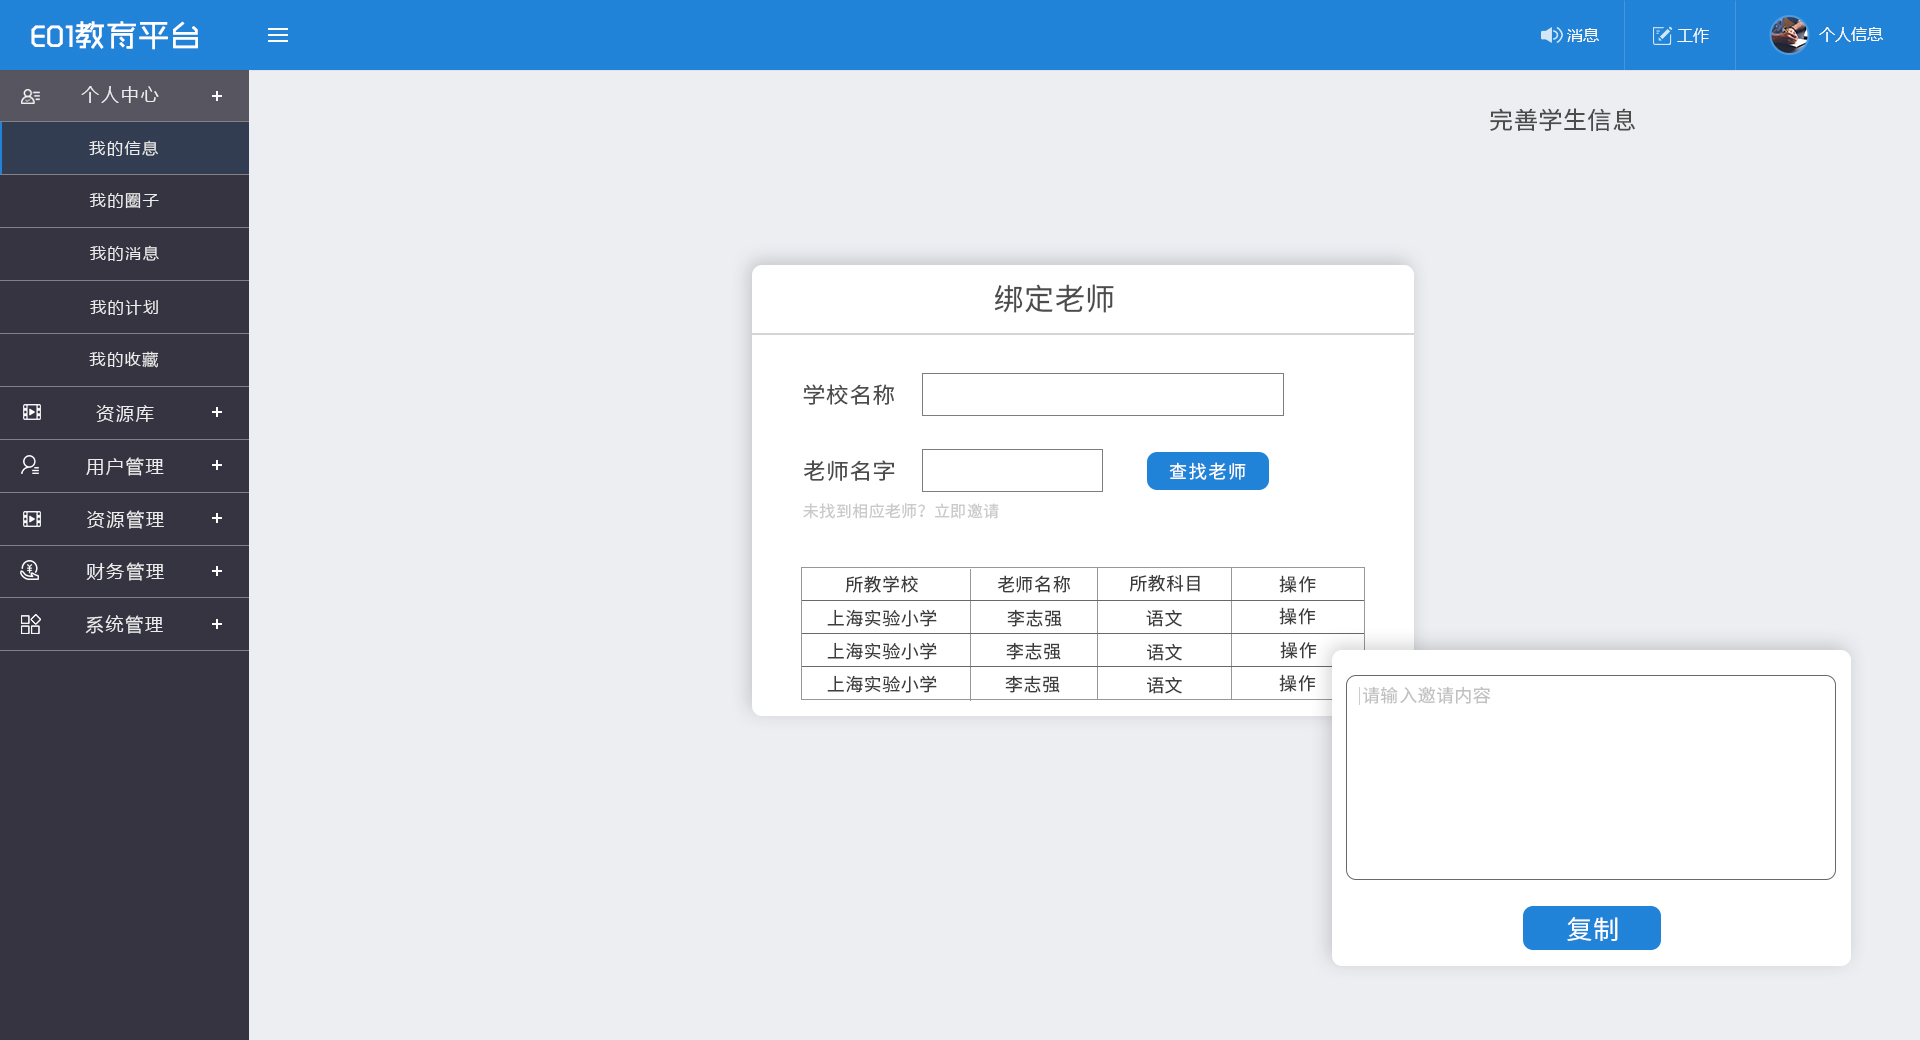 E01教育平台
消息
工作
个人信息
个人中心 +
我的信息
我的圈子
我的消息
我的计划
我的收藏
资源库 +
用户管理 +
资源管理 +
财务管理 +
系统管理 +
完善学生信息
绑定老师
学校名称
老师名字
查找老师
未找到相应老师？立即邀请
所教学校 老师名称 所教科目 操作
上海实验小学 李志强 语文 操作
上海实验小学 李志强 语文 操作
上海实验小学 李志强 语文 操作
请输入邀请内容
复制